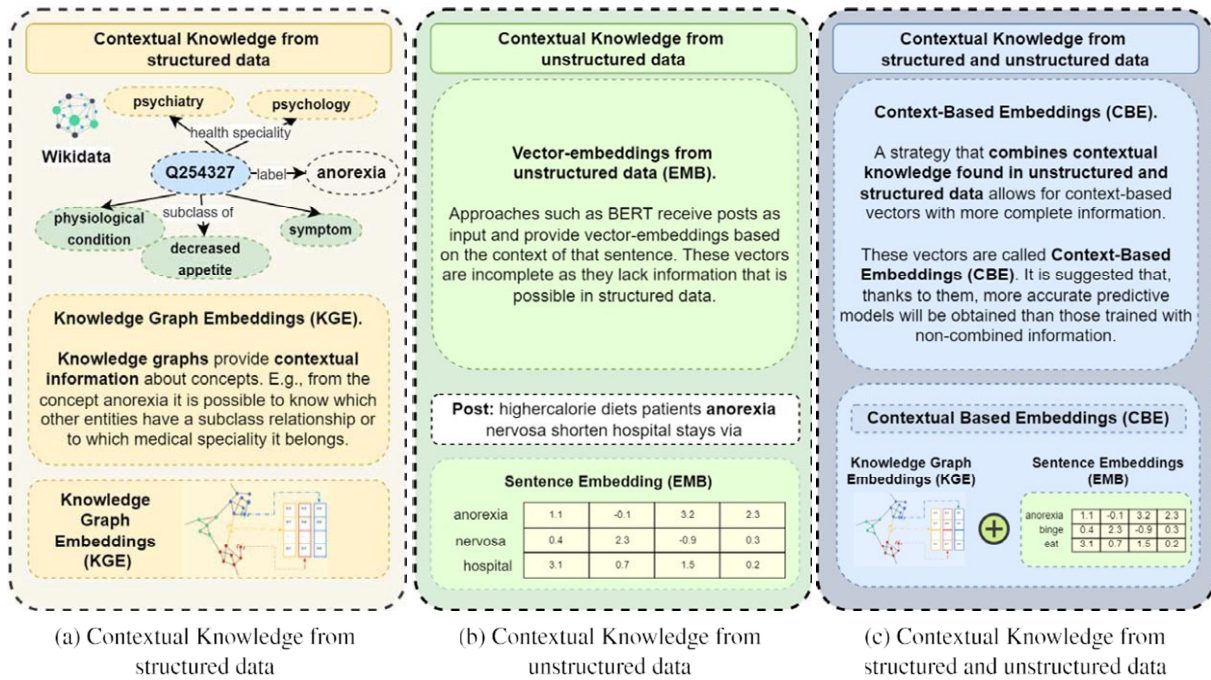 Contextual Knowledge from
structured data
psychiatry
psychology
health speciality
Wikidata
Q254327
label
anorexia
physiological
condition
subclass of
symptom
decreased
appetite
Knowledge Graph Embeddings (KGE).
Knowledge graphs provide contextual
information about concepts. E.g., from the
concept anorexia it is possible to know which
other entities have a subclass relationship or
to which medical speciality it belongs.
Knowledge
Graph
Embeddings
(KGE)
(a) Contextual Knowledge from
structured data
Contextual Knowledge from
unstructured data
Vector-embeddings from
unstructured data (EMB).
Approaches such as BERT receive posts as
input and provide vector-embeddings based
on the context of that sentence. These vectors
are incomplete as they lack information that is
possible in structured data.
Post: highercalorie diets patients anorexia
nervosa shorten hospital stays via
Sentence Embedding (EMB)
anorexia 1.1 -0.1 3.2 2.3
nervosa 0.4 2.3 -0.9 0.3
hospital 3.1 0.7 1.5 0.2
(b) Contextual Knowledge from
unstructured data
Contextual Knowledge from
structured and unstructured data
Context-Based Embeddings (CBE).
A strategy that combines contextual
knowledge found in unstructured and
structured data allows for context-based
vectors with more complete information.
These vectors are called Context-Based
Embeddings (CBE). It is suggested that,
thanks to them, more accurate predictive
models will be obtained than those trained with
non-combined information.
Contextual Based Embeddings (CBE)
Knowledge Graph
Embeddings (KGE)
Sentence Embeddings
(EMB)
anorexia 1.1 -0.1 3.2 2.3
binge 0.4 2.3 -0.9 0.3
eat 3.1 0.7 1.5 0.2
(c) Contextual Knowledge from
structured and unstructured data